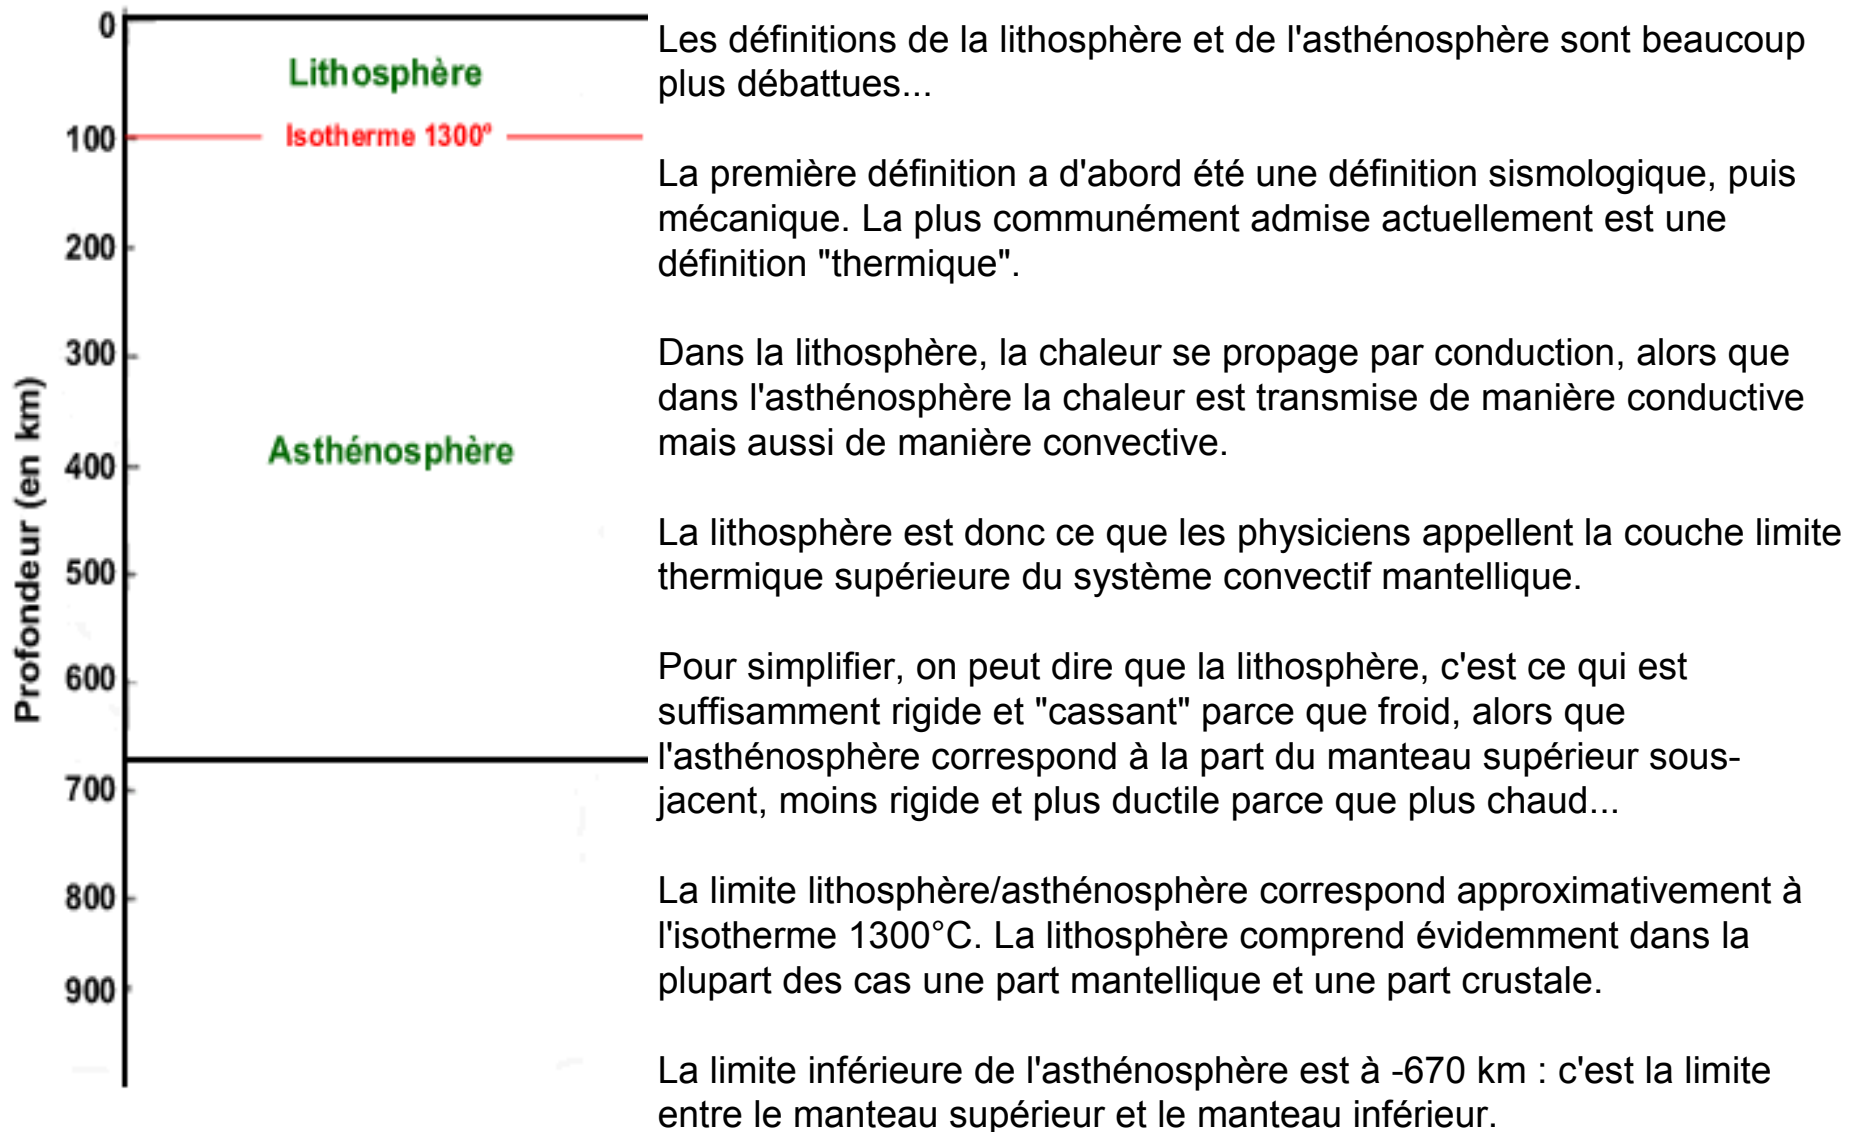 0
Lithosphère
100
Isotherme 1300°
200
300
Asthénosphère
400
500
600
700
800
900
Profondeur (en km)
Les définitions de la lithosphère et de l'asthénosphère sont beaucoup
plus débattues...
La première définition a d'abord été une définition sismologique, puis
mécanique. La plus communément admise actuellement est une
définition "thermique".
Dans la lithosphère, la chaleur se propage par conduction, alors que
dans l'asthénosphère la chaleur est transmise de manière conductive
mais aussi de manière convective.
La lithosphère est donc ce que les physiciens appellent la couche limite
thermique supérieure du système convectif mantellique.
Pour simplifier, on peut dire que la lithosphère, c'est ce qui est
suffisamment rigide et "cassant" parce que froid, alors que
l'asthénosphère correspond à la part du manteau supérieur sous-
jacent, moins rigide et plus ductile parce que plus chaud...
La limite lithosphère/asthénosphère correspond approximativement à
l'isotherme 1300°C. La lithosphère comprend évidemment dans la
plupart des cas une part mantellique et une part crustale.
La limite inférieure de l'asthénosphère est à -670 km : c'est la limite
entre le manteau supérieur et le manteau inférieur.